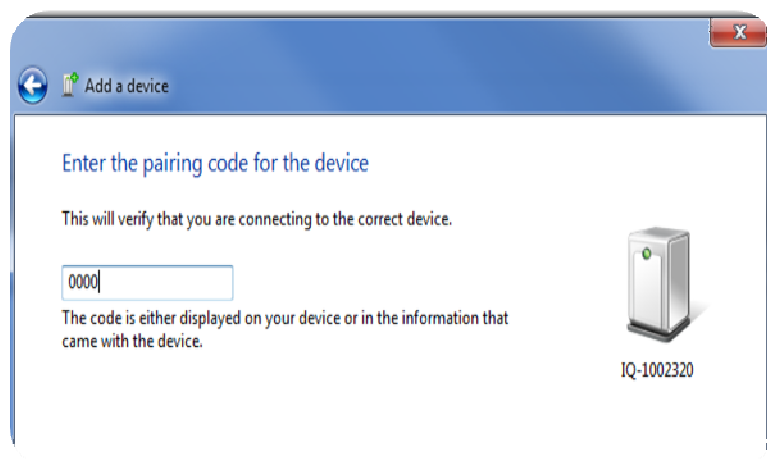 X
Add a device
Enter the pairing code for the device
This will verify that you are connecting to the correct device.
0000
The code is either displayed on your device or in the information that
came with the device.
IQ-1002320